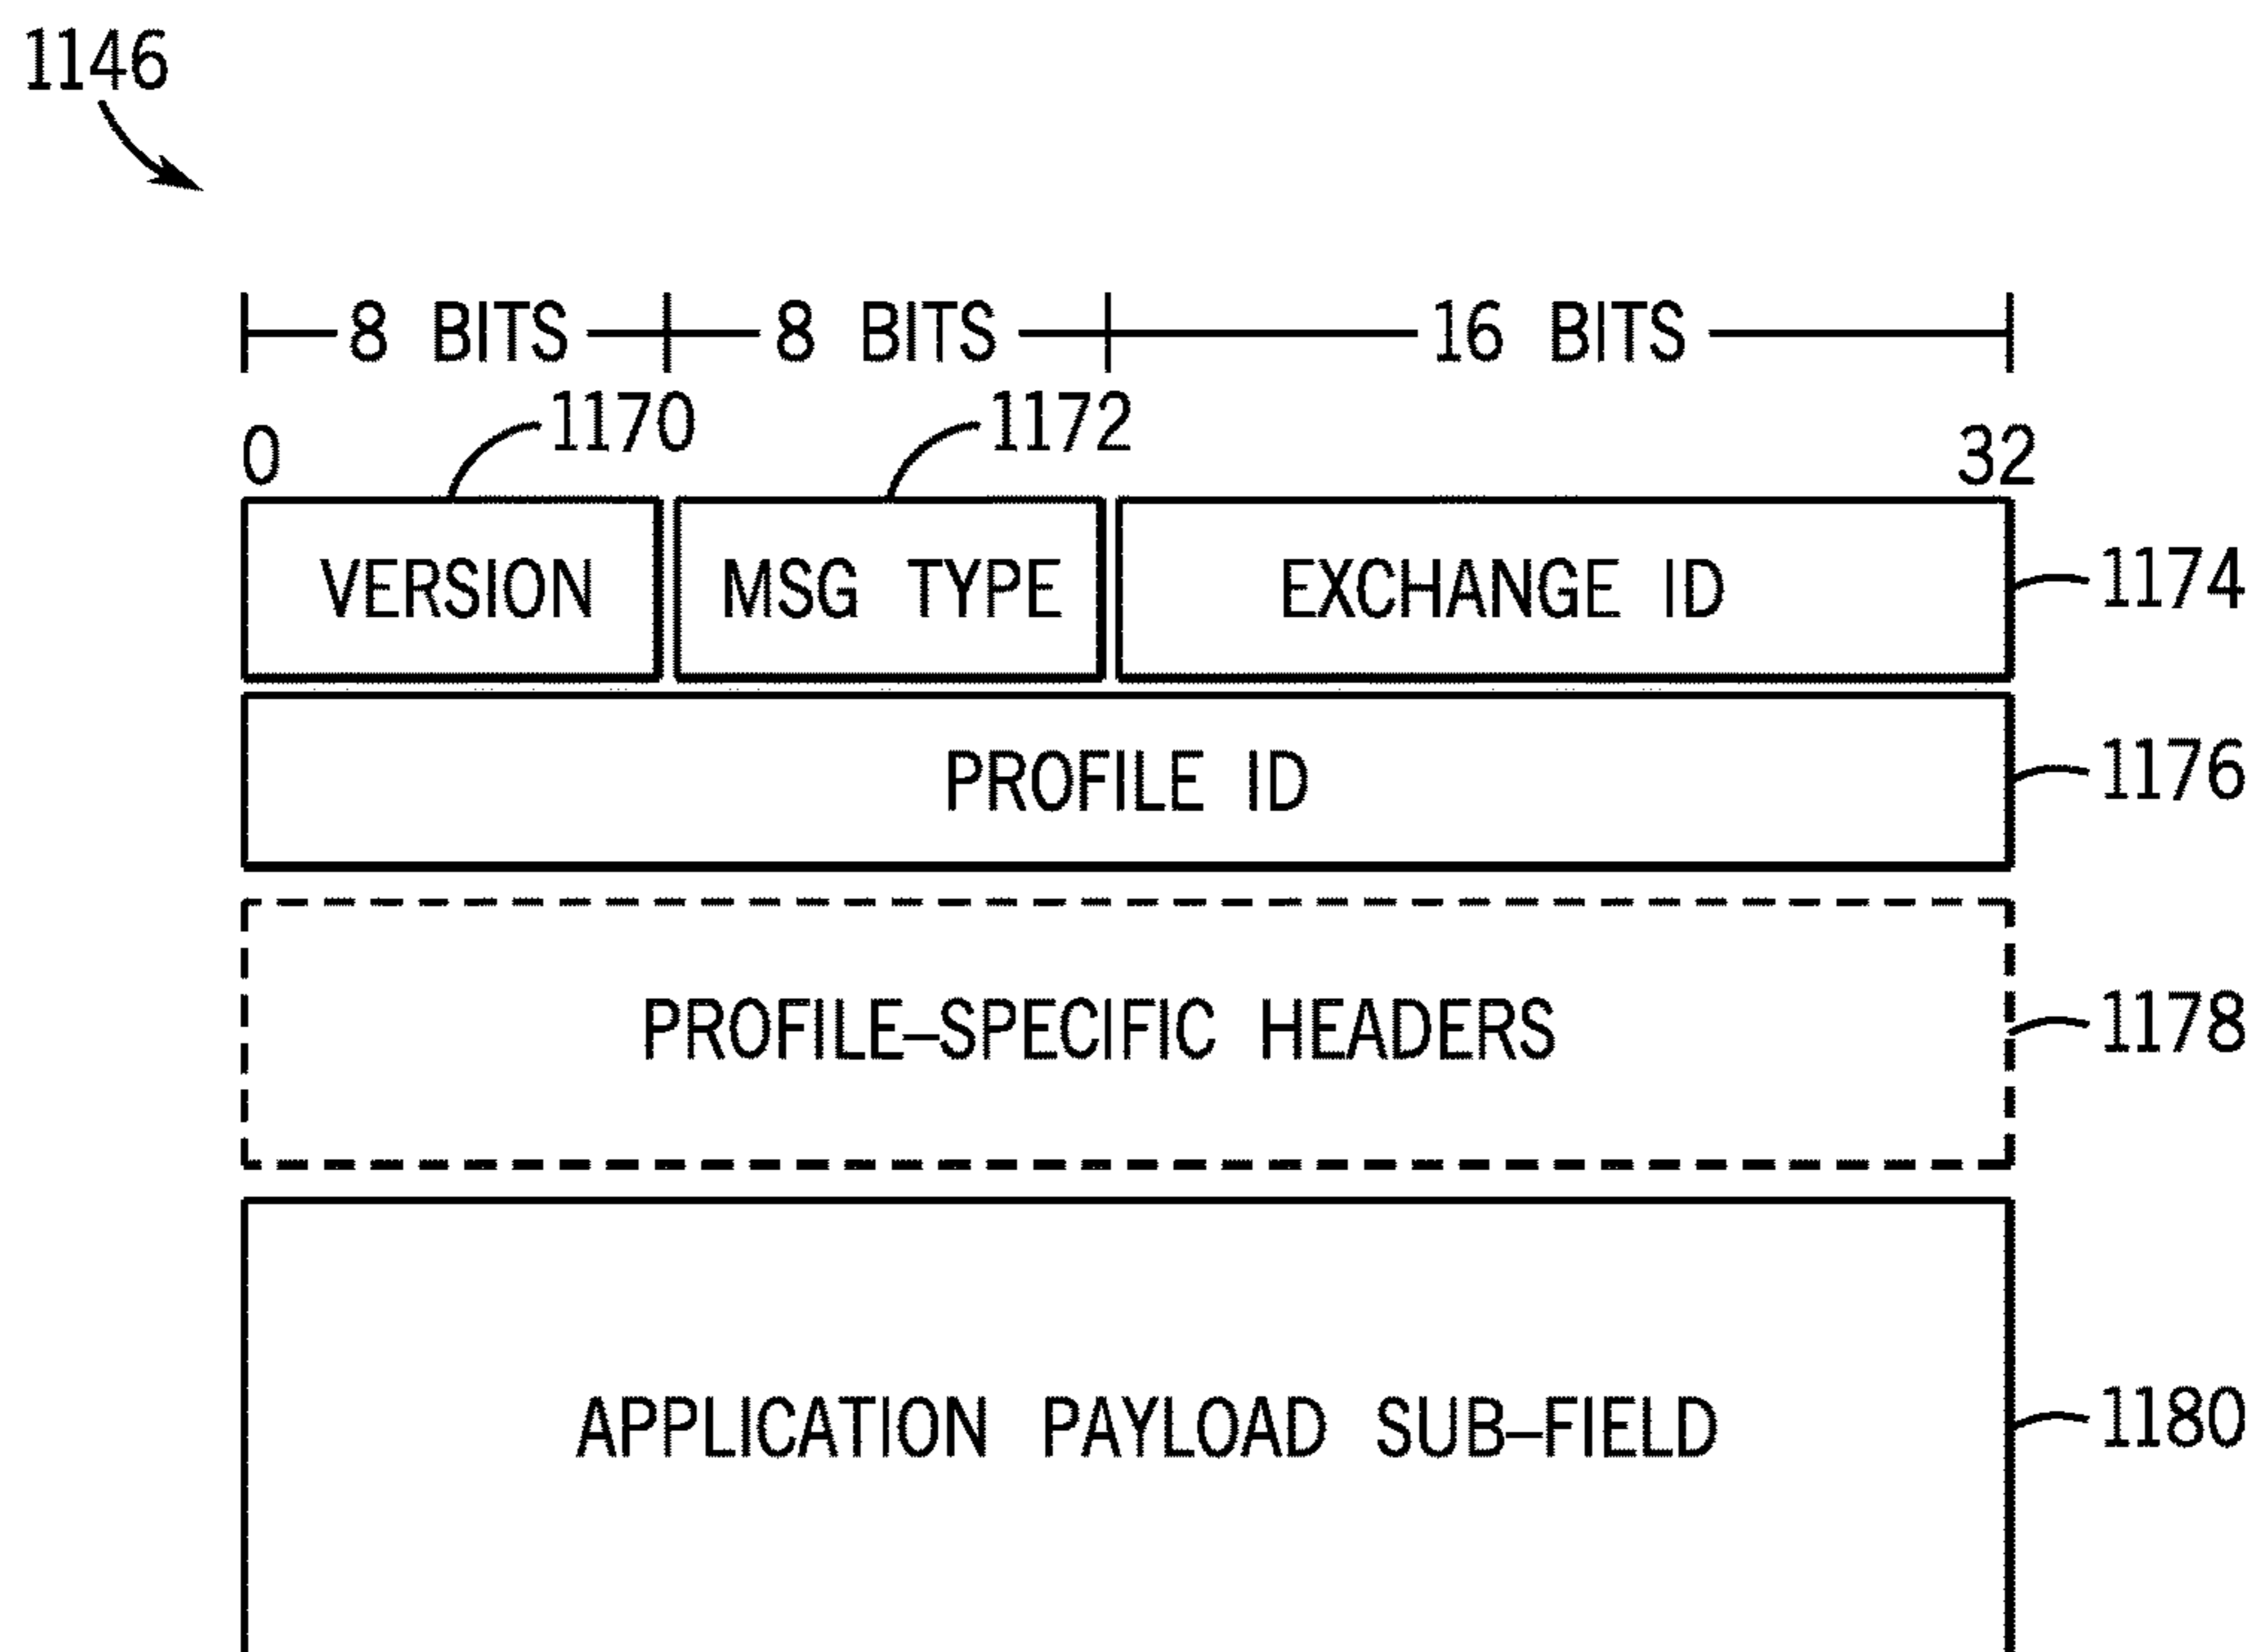 1146
8 BITS 8 BITS 16 BITS
1170 1172
0 32
VERSION MSG TYPE EXCHANGE ID 1174
PROFILE ID 1176
PROFILE–SPECIFIC HEADERS 1178
APPLICATION PAYLOAD SUB–FIELD 1180